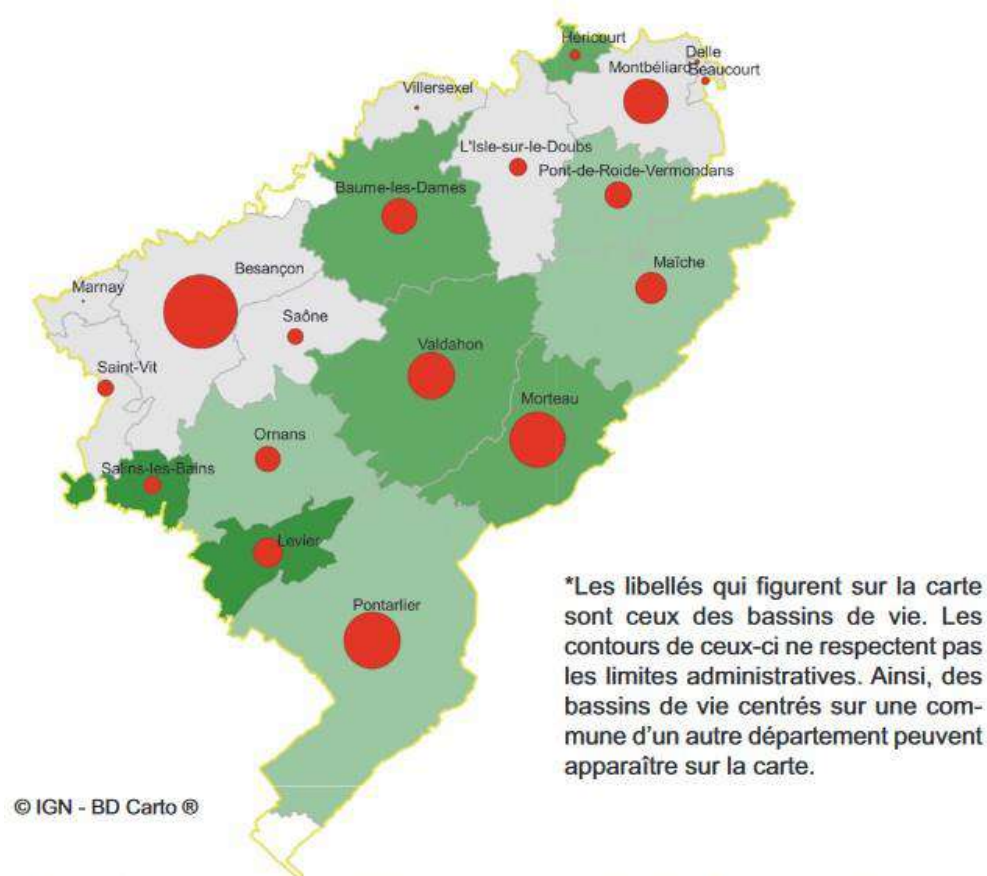 Héricourt
Delle
Montbéliard
Beaucourt
Villersexel
L'Isle-sur-le-Doubs
Pont-de-Roide-Vermondans
Baume-les-Dames
Maîche
Besançon
Marnay
Saône
Valdahon
Saint-Vit
Morteau
Ornans
Salins-les-Bains
Levier
Pontarlier
*Les libellés qui figurent sur la carte
sont ceux des bassins de vie. Les
contours de ceux-ci ne respectent pas
les limites administratives. Ainsi, des
bassins de vie centrés sur une com-
mune d'un autre département peuvent
apparaître sur la carte.
© IGN - BD Carto ®